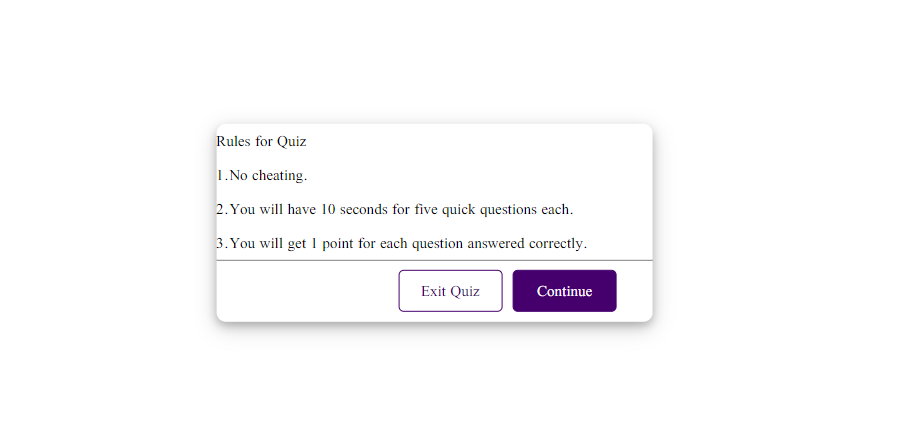 Rules for Quiz
1.No cheating.
2.You will have 10 seconds for five quick questions each.
3.You will get 1 point for each question answered correctly.
Exit Quiz
Continue